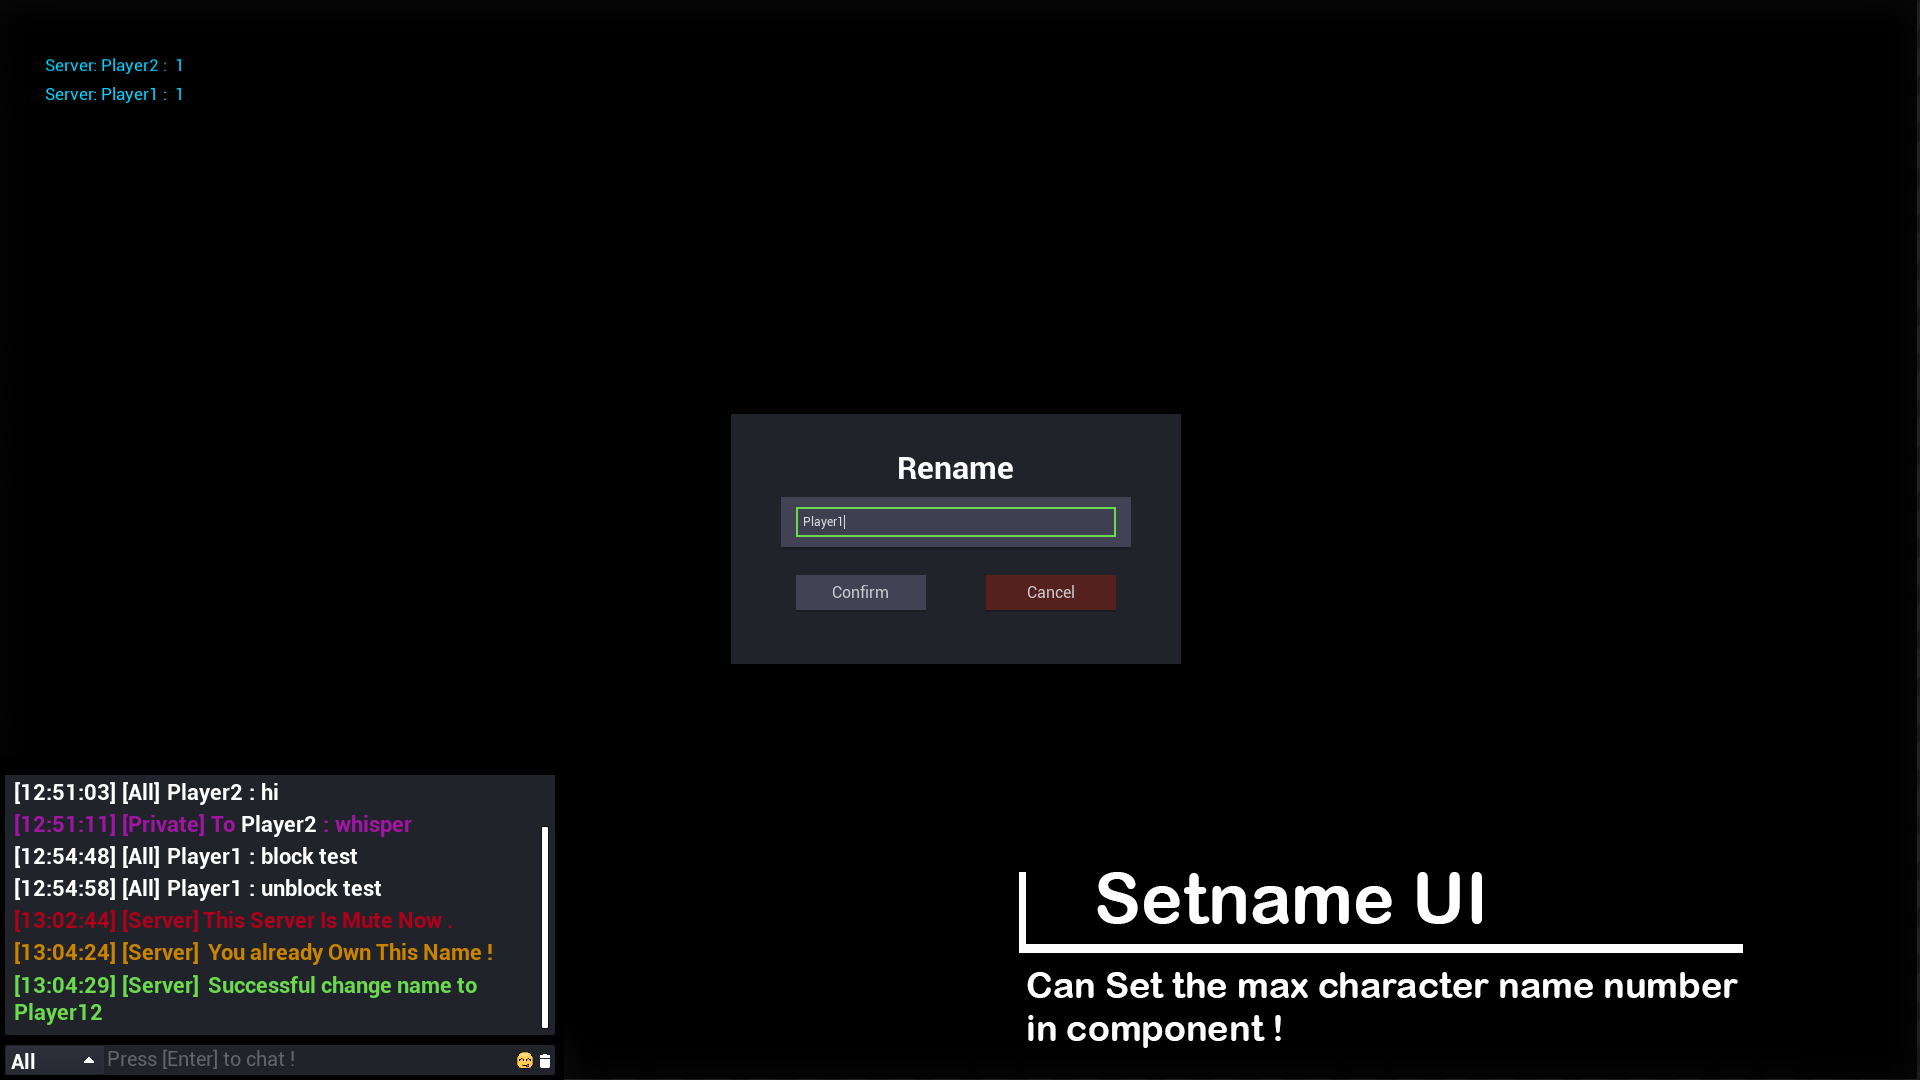 Server: Player2 : 1
Server: Player1 : 1
Rename
Player1
Confirm
Cancel
[12:51:03] [All] Player2 : hi
[12:51:11] [Private] To Player2 : whisper
[12:54:48] [All] Player1 : block test
[12:54:58] [All] Player1 : unblock test
[13:02:44] [Server] This Server Is Mute Now .
[13:04:24] [Server] You already Own This Name !
[13:04:29] [Server] Successful change name to
Player12
All
Press [Enter] to chat !
Setname UI
Can Set the max character name number
in component !